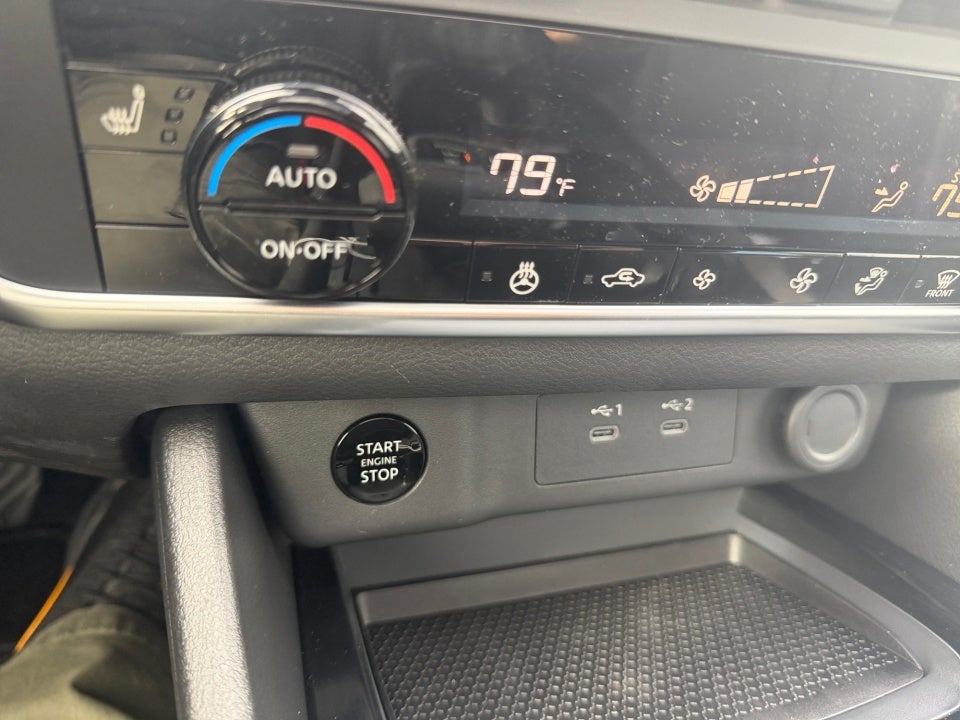 AUTO
ON•OFF
79°F
FRONT
START
ENGINE
STOP
1
2